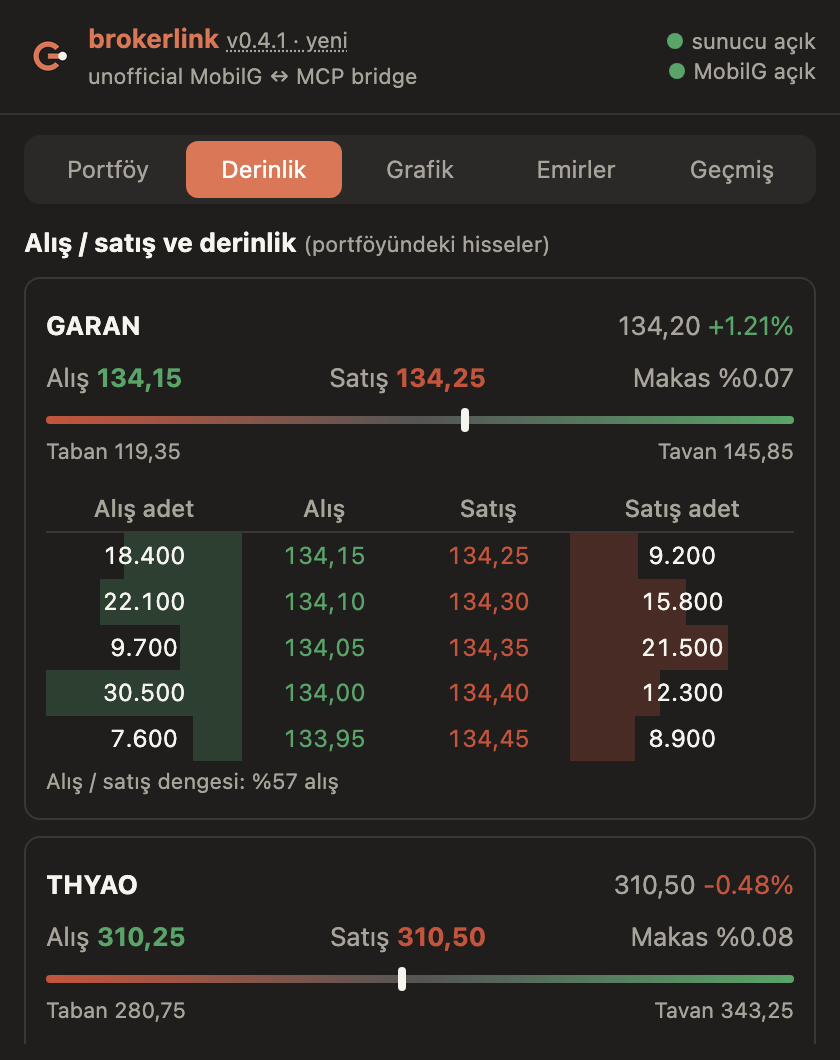 brokerlink v0.4.1 · yeni
unofficial MobilG ↔ MCP bridge
sunucu açık
MobilG açık
Portföy Derinlik Grafik Emirler Geçmiş
Alış / satış ve derinlik (portföyündeki hisseler)
GARAN 134,20 +1.21%
Alış 134,15 Satış 134,25 Makas %0.07
Taban 119,35 Tavan 145,85
Alış adet Alış Satış Satış adet
18.400 134,15 134,25 9.200
22.100 134,10 134,30 15.800
9.700 134,05 134,35 21.500
30.500 134,00 134,40 12.300
7.600 133,95 134,45 8.900
Alış / satış dengesi: %57 alış
THYAO 310,50 -0.48%
Alış 310,25 Satış 310,50 Makas %0.08
Taban 280,75 Tavan 343,25